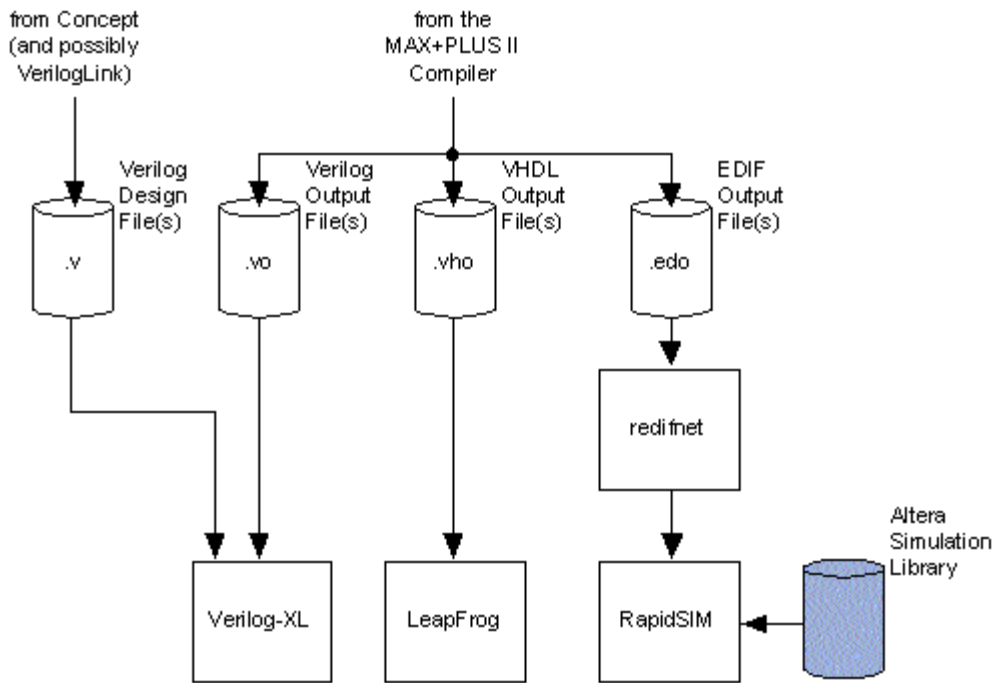 from Concept
(and possibly
VerilogLink)
from the
MAX+PLUS II
Compiler
Verilog
Design
File(s)
Verilog
Output
File(s)
VHDL
Output
File(s)
EDIF
Output
File(s)
.v
.vo
.vho
.edo
redifnet
Altera
Simulation
Library
Verilog-XL
LeapFrog
RapidSIM